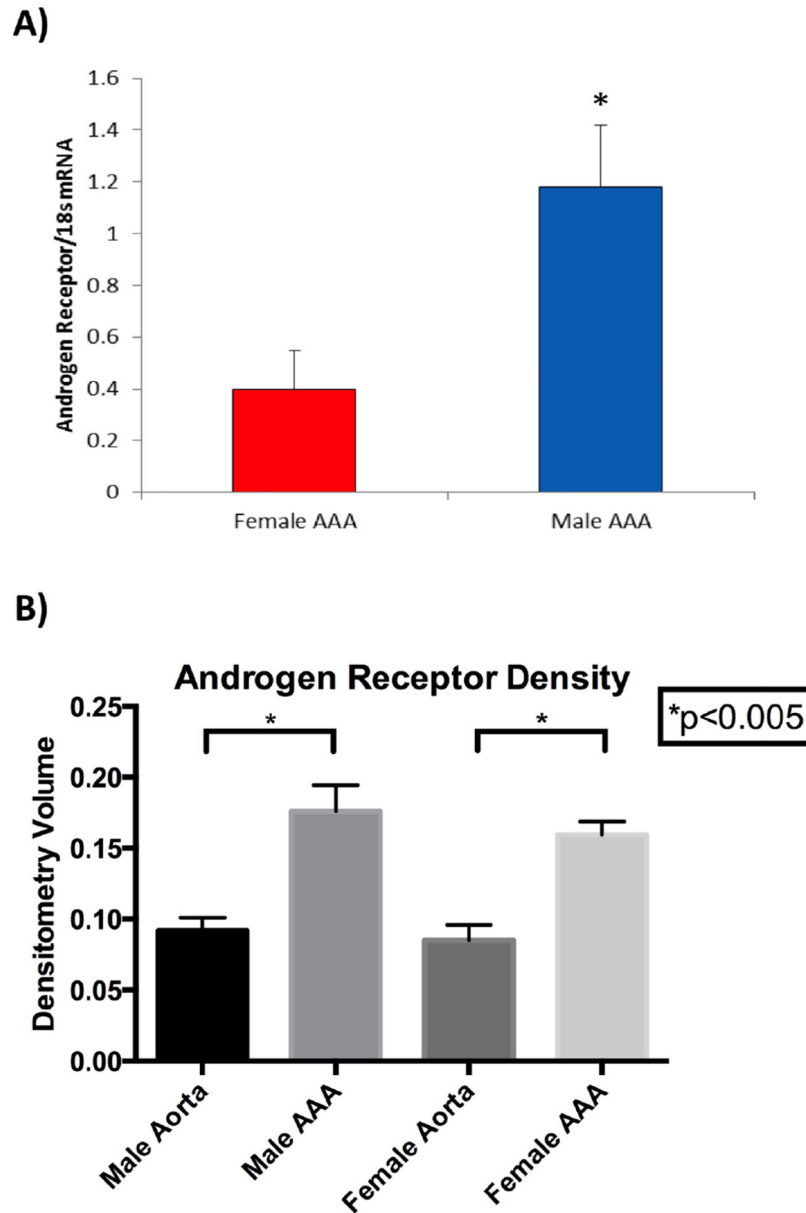 A)
Androgen Receptor/18s mRNA
1.6
1.4
1.2
1
0.8
0.6
0.4
0.2
0
*
Female AAA
Male AAA
B)
Androgen Receptor Density
*p<0.005
Densitometry Volume
0.25
0.20
0.15
0.10
0.05
0.00
*
*
Male Aorta
Male AAA
Female Aorta
Female AAA